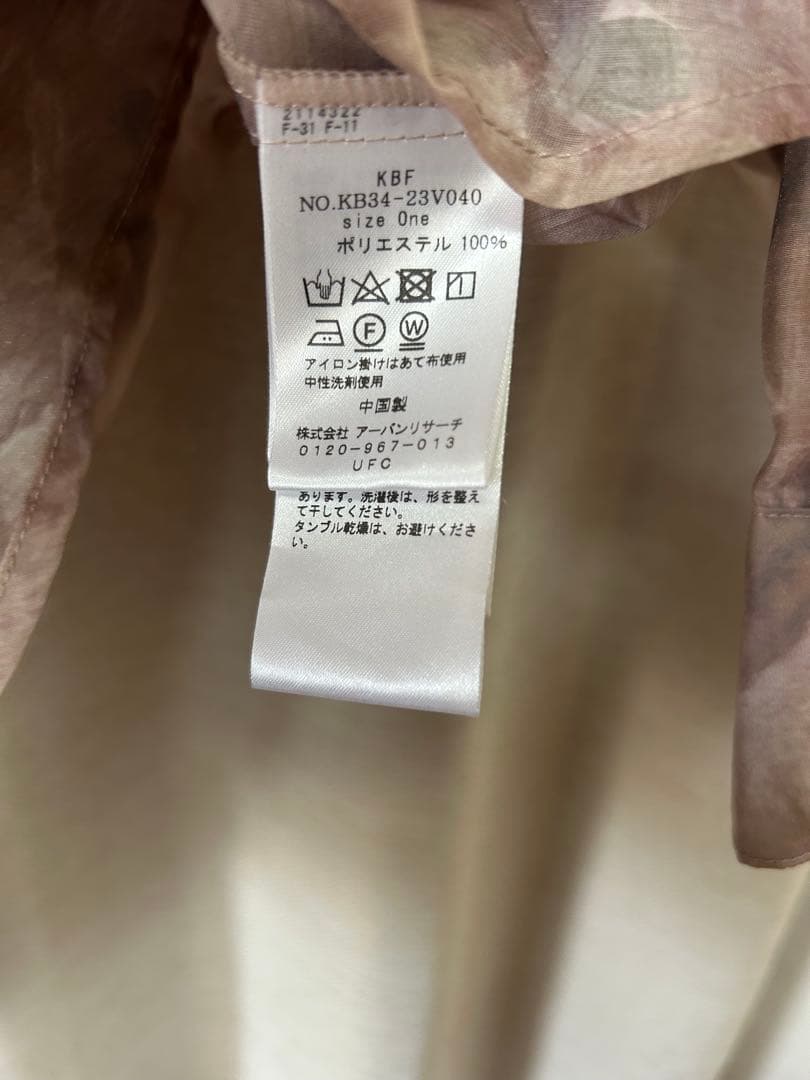 2114322
F-31 F-11
KBF
NO.KB34-23V040
size One
ポリエステル 100%
F
W
アイロン掛けはあて布使用
中性洗剤使用
中国製
株式会社 アーバンリサーチ
0120-967-013
UFC
あります。洗濯後は、形を整え
て干してください。
タンブル乾燥は、お避けくださ
い。